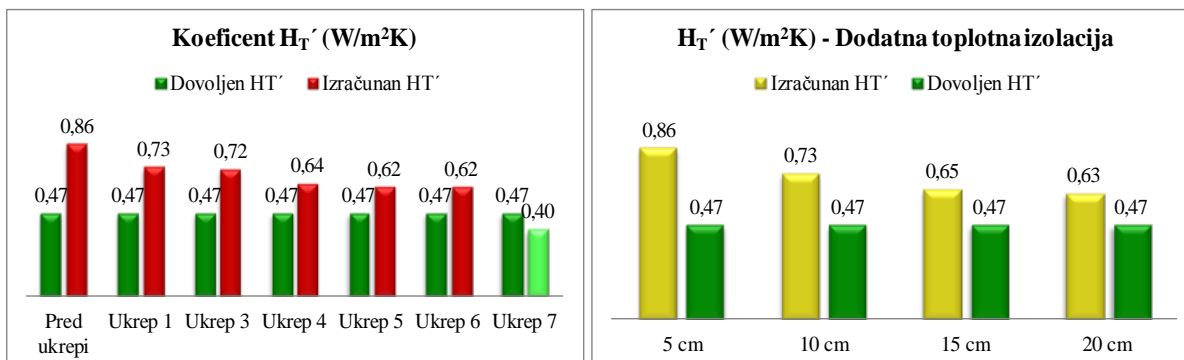 Koeficent H_T´ (W/m²K)
Dovoljen HT´ Izračunan HT´
0,47 0,86 0,47 0,73 0,47 0,72 0,47 0,64 0,47 0,62 0,47 0,62 0,47 0,40
Pred ukrepi Ukrep 1 Ukrep 3 Ukrep 4 Ukrep 5 Ukrep 6 Ukrep 7
H_T´ (W/m²K) - Dodatna toplotna izolacija
Izračunan HT´ Dovoljen HT´
0,86 0,47 0,73 0,47 0,65 0,47 0,63 0,47
5 cm 10 cm 15 cm 20 cm